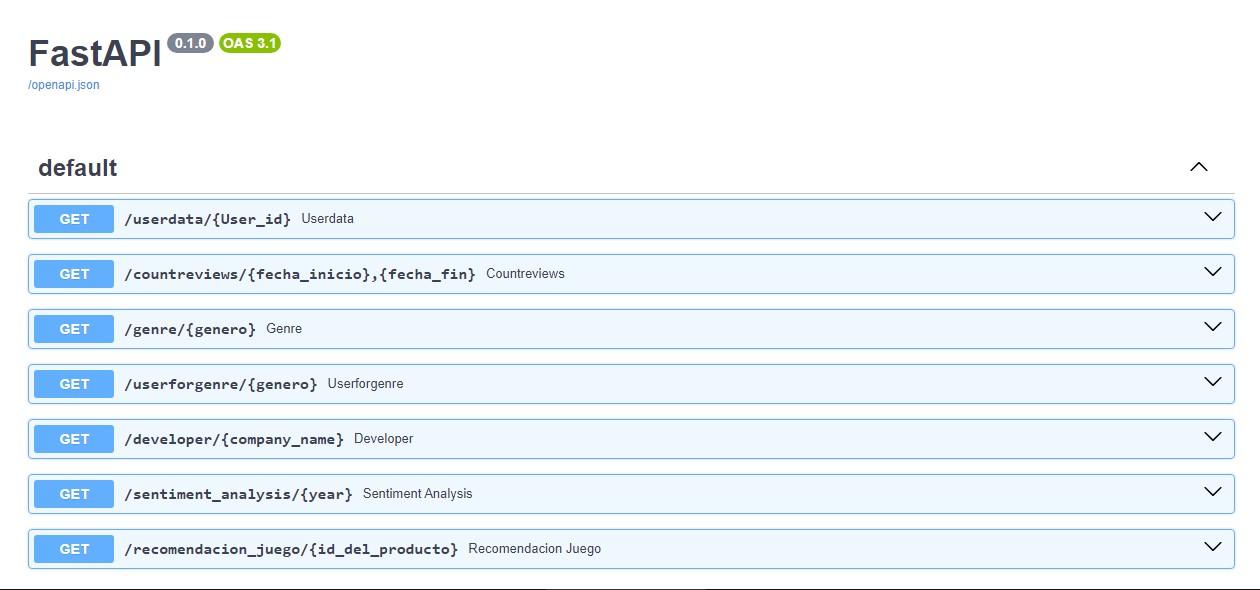 FastAPI 0.1.0 OAS 3.1
/openapi.json
default
GET /userdata/{User_id} Userdata
GET /countreviews/{fecha_inicio},{fecha_fin} Countreviews
GET /genre/{genero} Genre
GET /userforgenre/{genero} Userforgenre
GET /developer/{company_name} Developer
GET /sentiment_analysis/{year} Sentiment Analysis
GET /recomendacion_juego/{id_del_producto} Recomendacion Juego